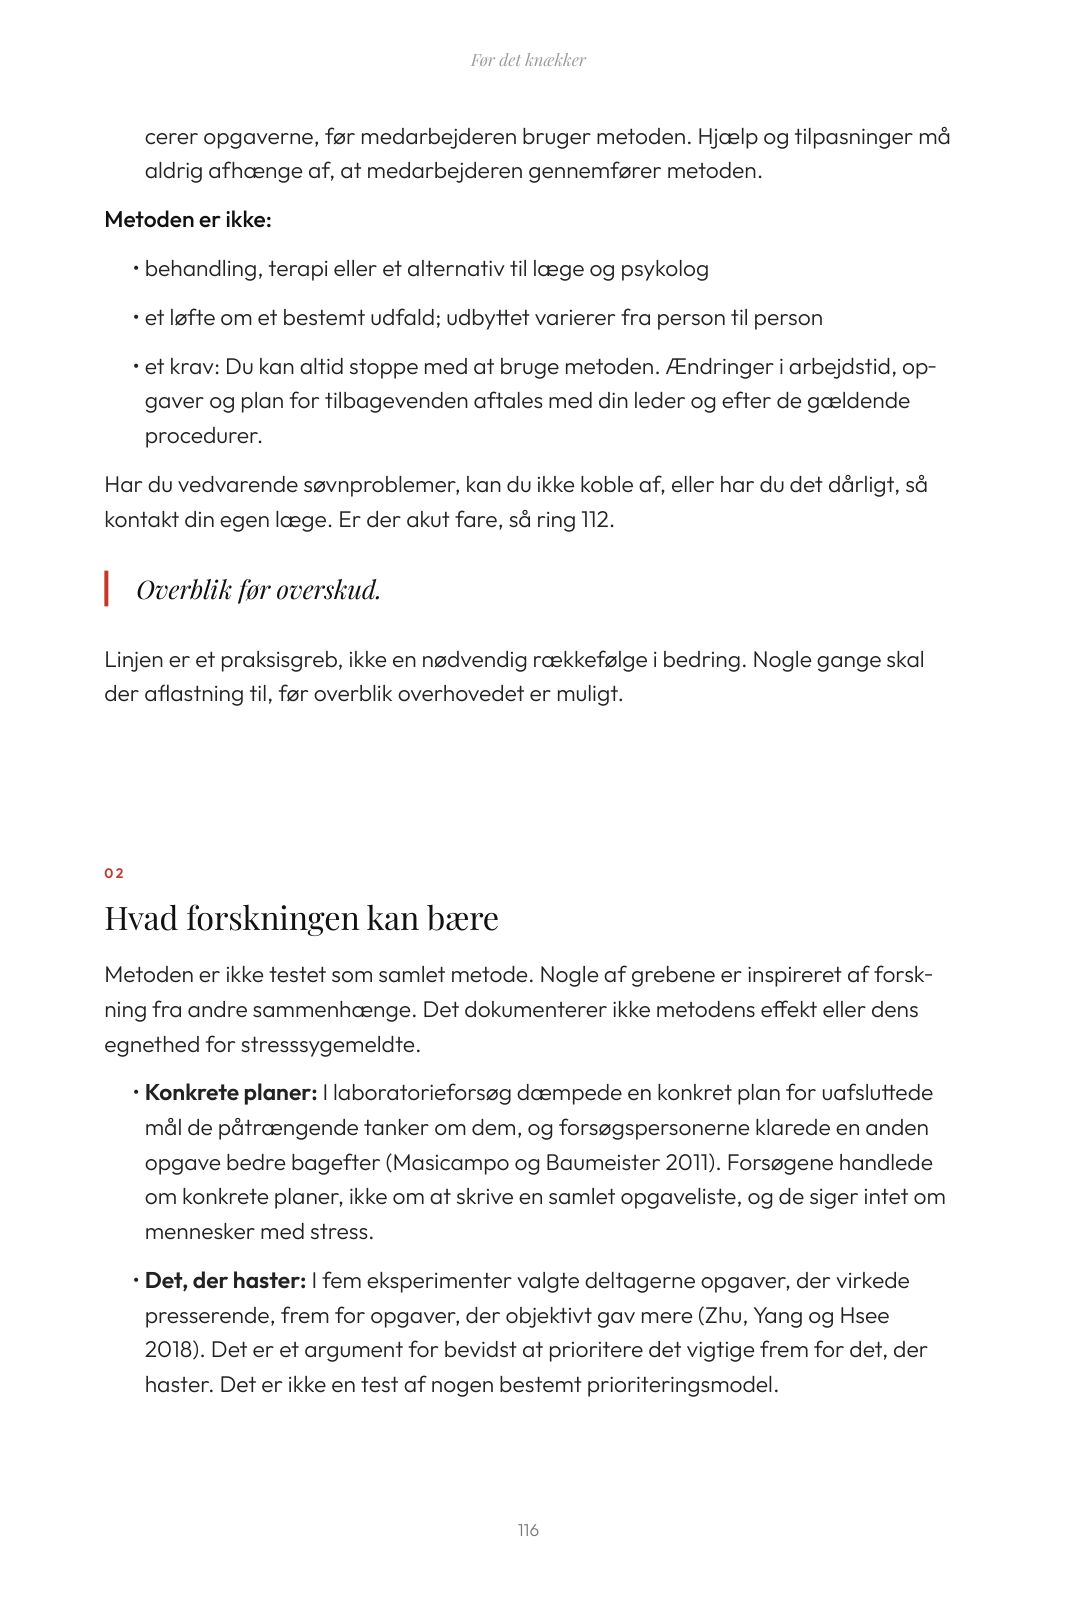 Før det knækker
cerer opgaverne, før medarbejderen bruger metoden. Hjælp og tilpasninger må
aldrig afhænge af, at medarbejderen gennemfører metoden.
Metoden er ikke:
• behandling, terapi eller et alternativ til læge og psykolog
• et løfte om et bestemt udfald; udbyttet varierer fra person til person
• et krav: Du kan altid stoppe med at bruge metoden. Ændringer i arbejdstid, op-
gaver og plan for tilbagevenden aftales med din leder og efter de gældende
procedurer.
Har du vedvarende søvnproblemer, kan du ikke koble af, eller har du det dårligt, så
kontakt din egen læge. Er der akut fare, så ring 112.
Overblik før overskud.
Linjen er et praksisgreb, ikke en nødvendig rækkefølge i bedring. Nogle gange skal
der aflastning til, før overblik overhovedet er muligt.
02
Hvad forskningen kan bære
Metoden er ikke testet som samlet metode. Nogle af grebene er inspireret af forsk-
ning fra andre sammenhænge. Det dokumenterer ikke metodens effekt eller dens
egnethed for stresssygemeldte.
• Konkrete planer: I laboratorieforsøg dæmpede en konkret plan for uafsluttede
mål de påtrængende tanker om dem, og forsøgspersonerne klarede en anden
opgave bedre bagefter (Masicampo og Baumeister 2011). Forsøgene handlede
om konkrete planer, ikke om at skrive en samlet opgaveliste, og de siger intet om
mennesker med stress.
• Det, der haster: I fem eksperimenter valgte deltagerne opgaver, der virkede
presserende, frem for opgaver, der objektivt gav mere (Zhu, Yang og Hsee
2018). Det er et argument for bevidst at prioritere det vigtige frem for det, der
haster. Det er ikke en test af nogen bestemt prioriteringsmodel.
116